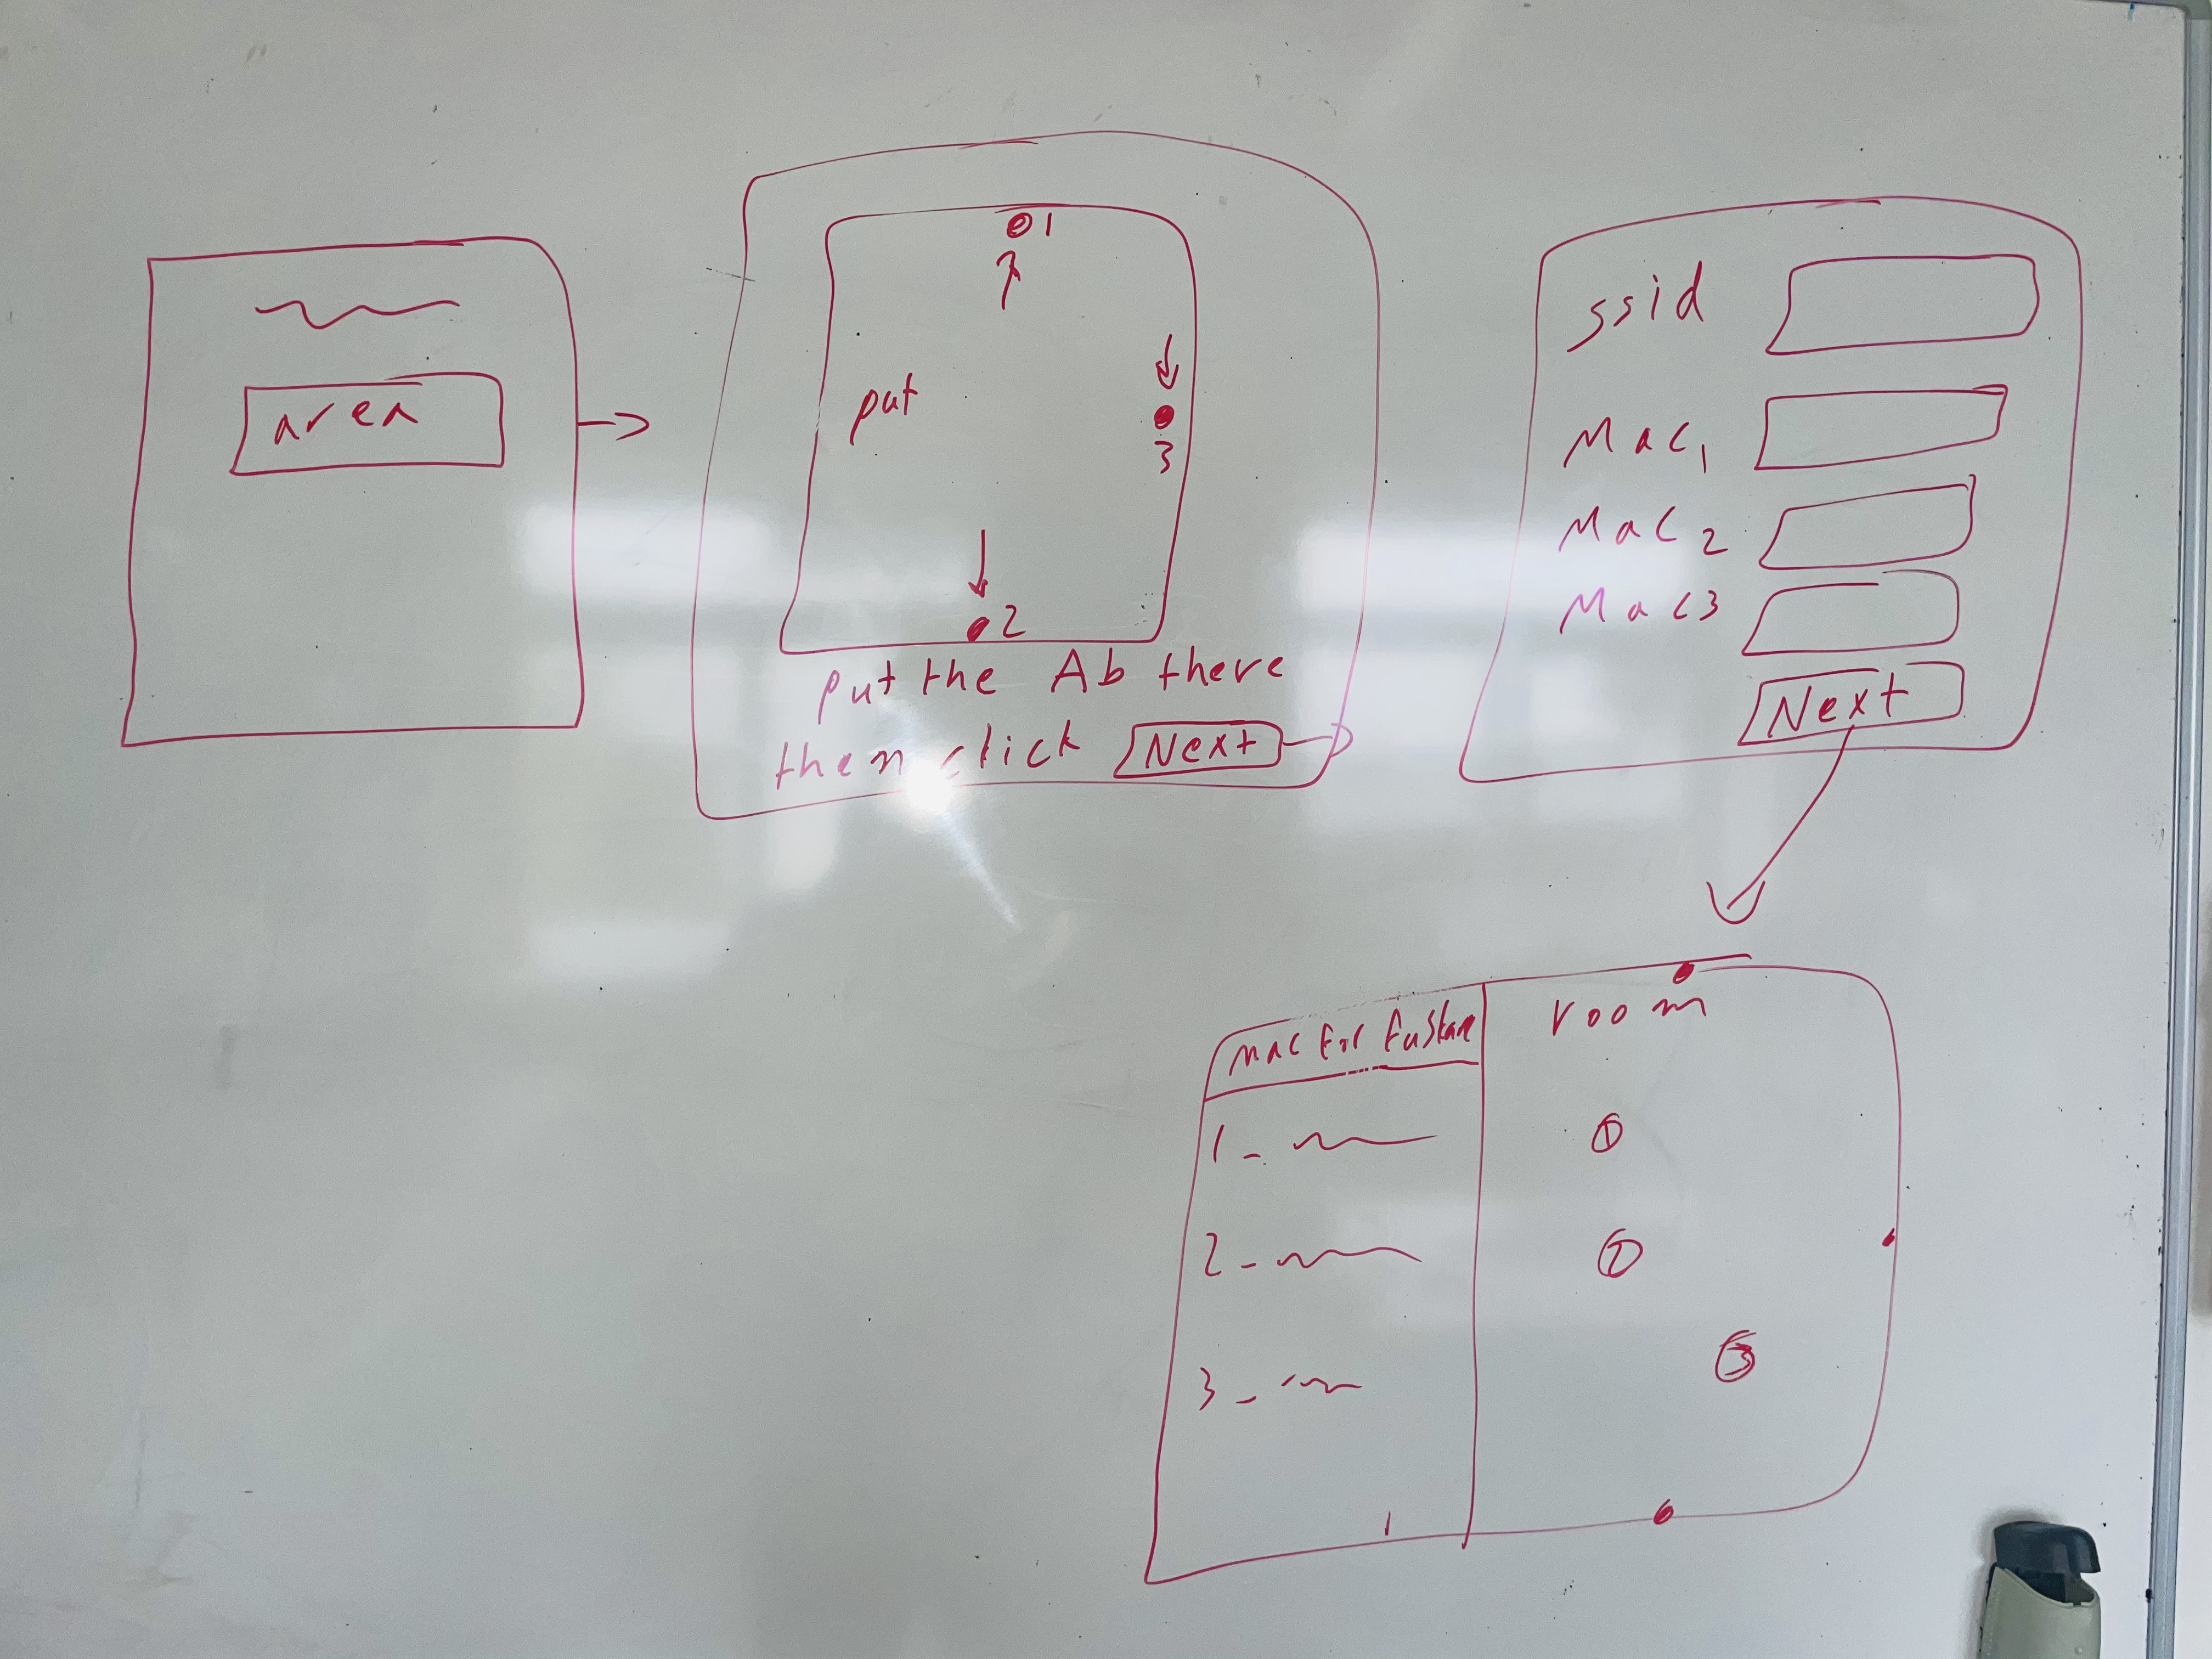 area
1
put
3
2
put the Ab there
then click Next
ssid
Mac1
Mac2
Mac3
Next
Mac For
room
1 -
1
2 -
2
3 -
3